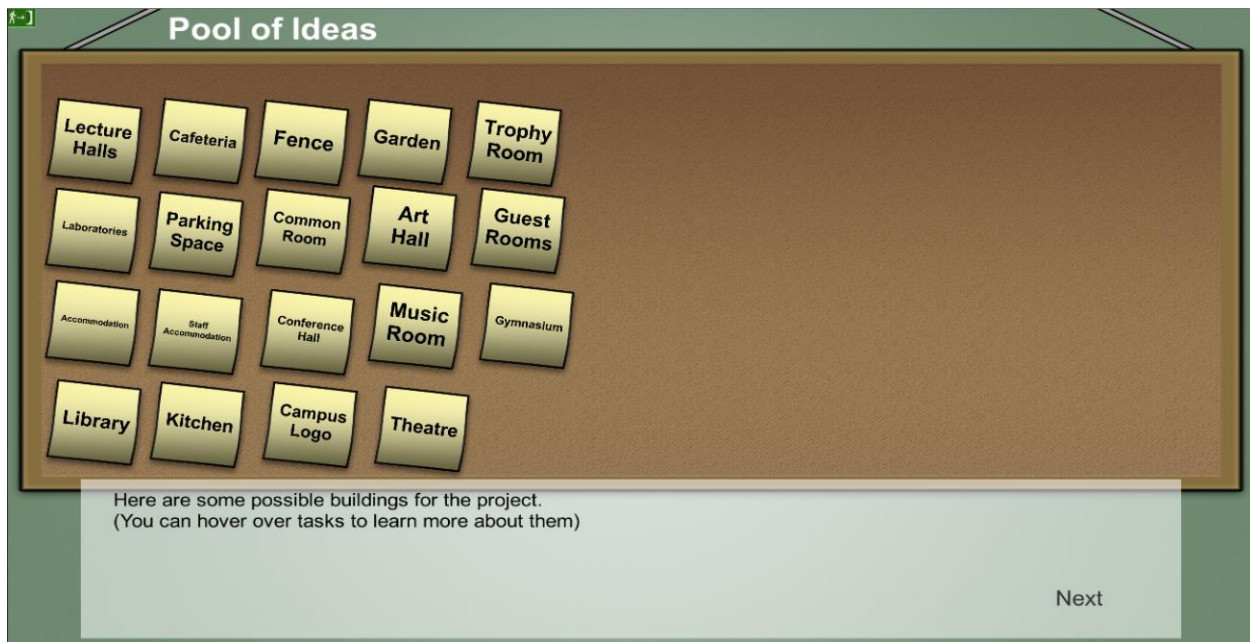 Pool of Ideas
Lecture
Halls
Cafeteria
Fence
Garden
Trophy
Room
Laboratories
Parking
Space
Common
Room
Art
Hall
Guest
Rooms
Accommodation
Staff
Accommodation
Conference
Hall
Music
Room
Gymnasium
Library
Kitchen
Campus
Logo
Theatre
Here are some possible buildings for the project.
(You can hover over tasks to learn more about them)
Next